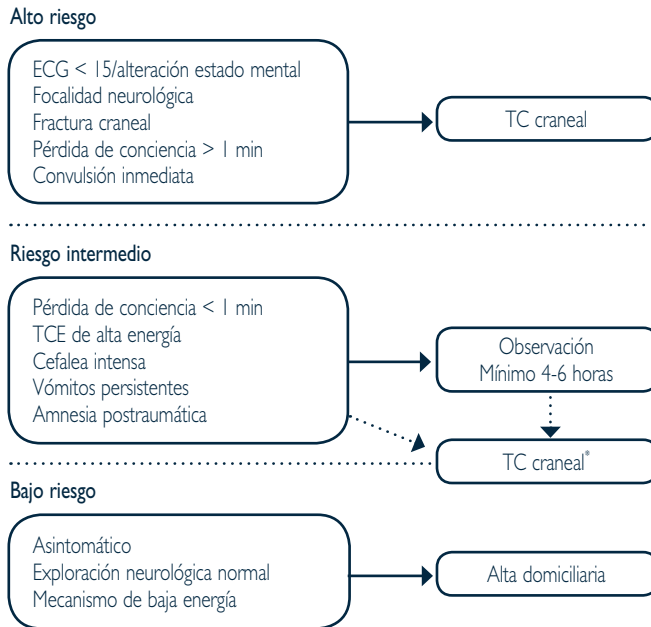 Alto riesgo
ECG < 15/alteración estado mental
Focalidad neurológica
Fractura craneal
Pérdida de conciencia > 1 min
Convulsión inmediata
TC craneal
Riesgo intermedio
Pérdida de conciencia < 1 min
TCE de alta energía
Cefalea intensa
Vómitos persistentes
Amnesia postraumática
Observación
Mínimo 4-6 horas
TC craneal*
Bajo riesgo
Asintomático
Exploración neurológica normal
Mecanismo de baja energía
Alta domiciliaria